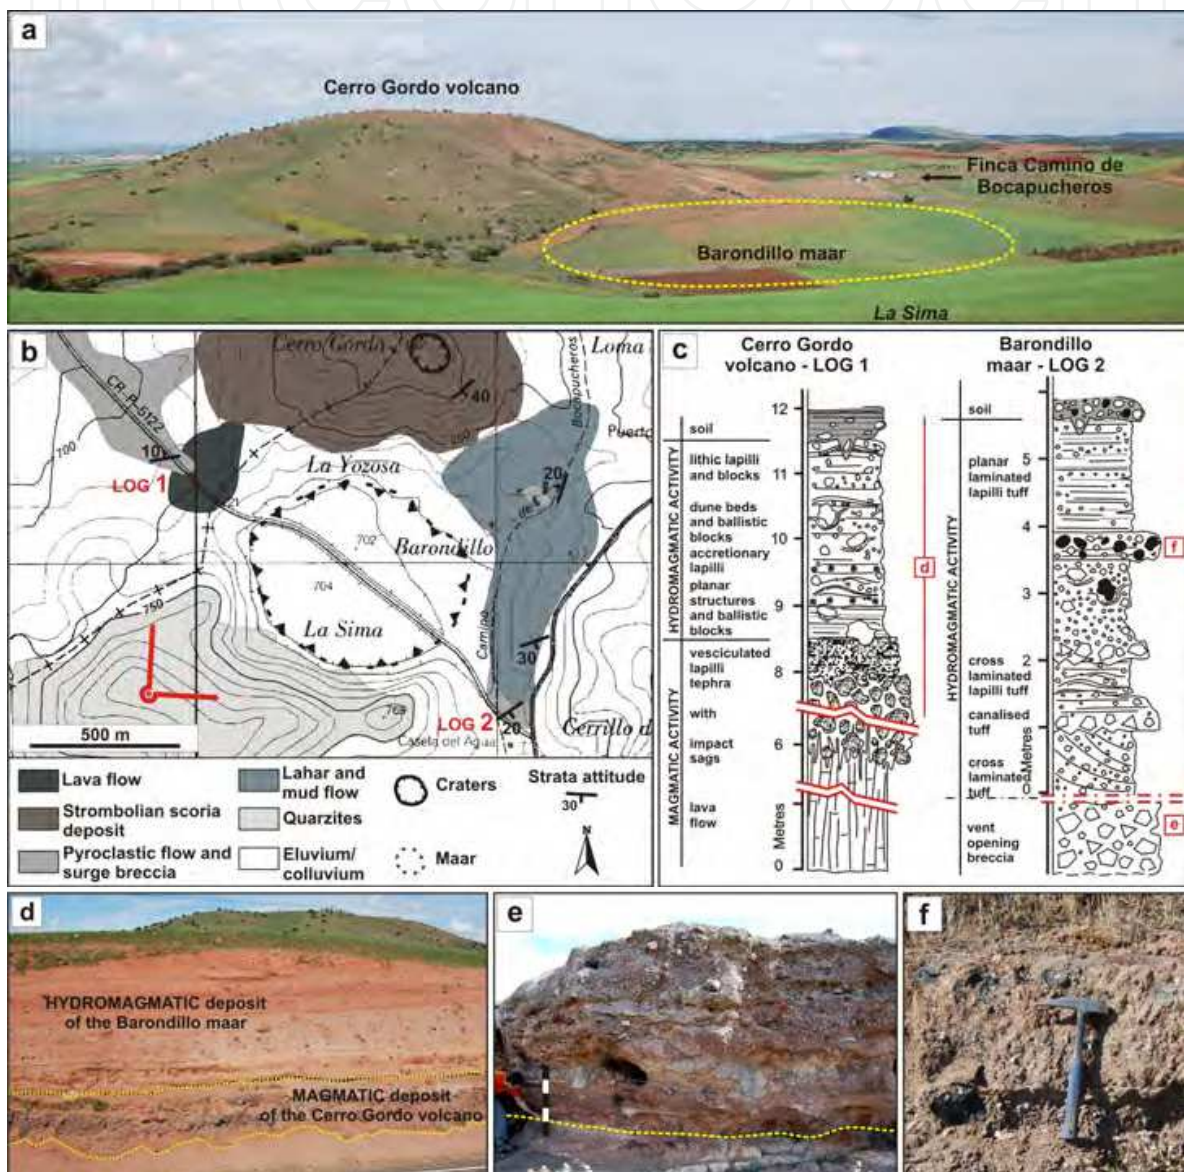 a
Cerro Gordo volcano
Finca Camino de
Bocapucheros
Barondillo maar
La Sima
b
Cerro Gordo
Loma
CR-P-5122
Bocapucheros
40
Puerto
700
10
LOG 1
La Yozosa
20
702
Barondillo
704
750
La Sima
Camino
30
768
LOG 2
20
Caseta del Agua
Cerrillo d
500 m
Lava flow
Strombolian scoria
deposit
Pyroclastic flow and
surge breccia
Lahar and
mud flow
Quarzites
Eluvium/
colluvium
Craters
Maar
Strata attitude
30
N
c
Cerro Gordo
volcano - LOG 1
12
soil
11
lithic lapilli
and blocks
dune beds
and ballistic
blocks
10
accretionary
lapilli
planar
structures
and ballistic
blocks
9
HYDROMAGMATIC ACTIVITY
vesciculated
lapilli
tephra
8
with
impact
sags
6
lava
flow
MAGMATIC ACTIVITY
Metres
0
d
Barondillo
maar - LOG 2
soil
5
planar
laminated
lapilli tuff
4
f
3
HYDROMAGMATIC ACTIVITY
2
cross
laminated
lapilli tuff
1
canalised
tuff
cross
laminated
tuff
Metres
0
e
vent
opening
breccia
d
HYDROMAGMATIC deposit
of the Barondillo maar
MAGMATIC deposit
of the Cerro Gordo volcano
e
f